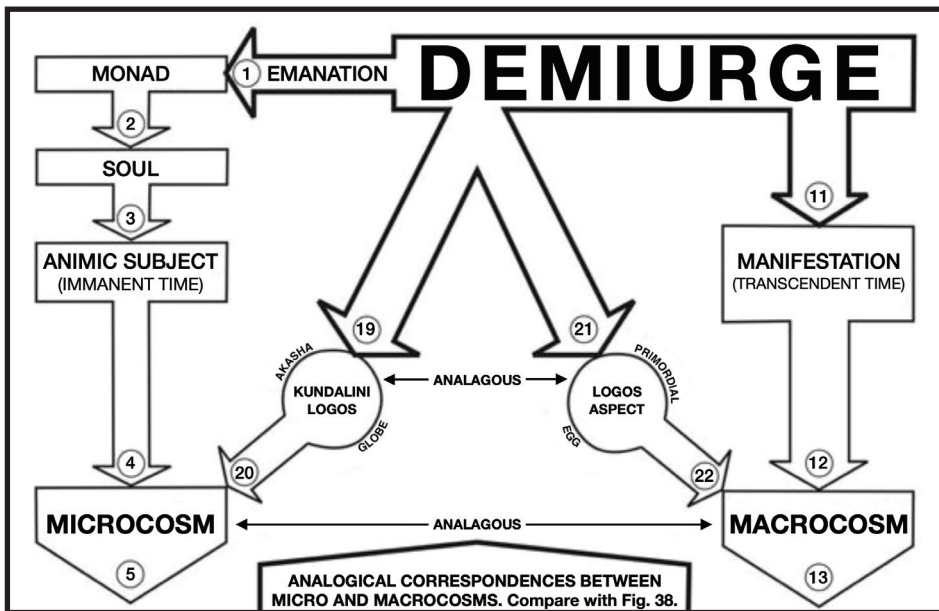 DEMIURGE
1 EMANATION
MONAD
2
SOUL
3
ANIMIC SUBJECT
(IMMANENT TIME)
11
MANIFESTATION
(TRANSCENDENT TIME)
19
21
AKASHA
KUNDALINI
LOGOS
GLOBE
ANALAGOUS
PRIMORDIAL
LOGOS
ASPECT
EGG
4
20
22
12
MICROCOSM
5
ANALAGOUS
MACROCOSM
13
ANALOGICAL CORRESPONDENCES BETWEEN
MICRO AND MACROCOSMS. Compare with Fig. 38.